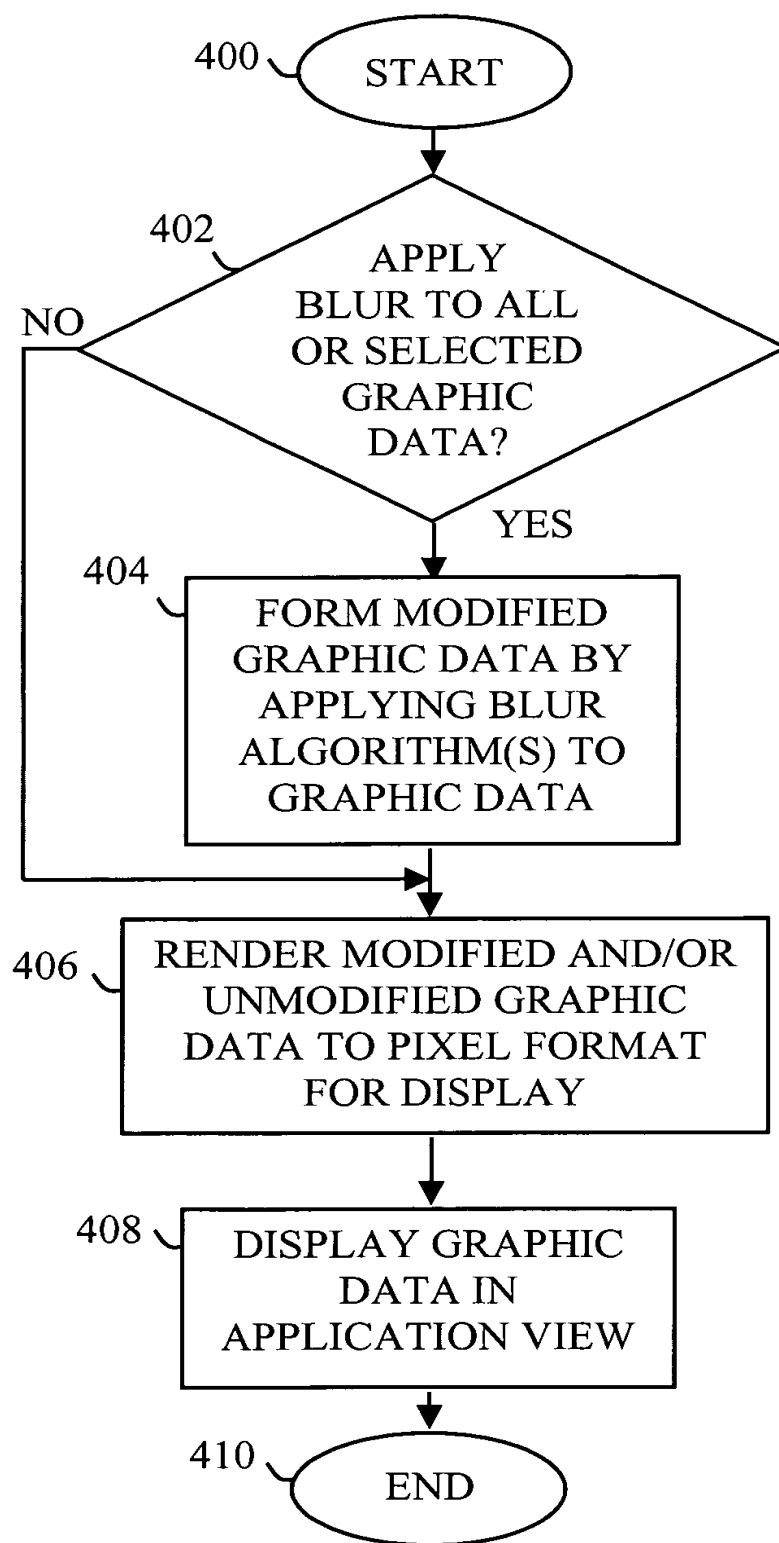 400
START
402
APPLY
BLUR TO ALL
OR SELECTED
GRAPHIC
DATA?
NO
YES
404
FORM MODIFIED
GRAPHIC DATA BY
APPLYING BLUR
ALGORITHM(S) TO
GRAPHIC DATA
406
RENDER MODIFIED AND/OR
UNMODIFIED GRAPHIC
DATA TO PIXEL FORMAT
FOR DISPLAY
408
DISPLAY GRAPHIC
DATA IN
APPLICATION VIEW
410
END